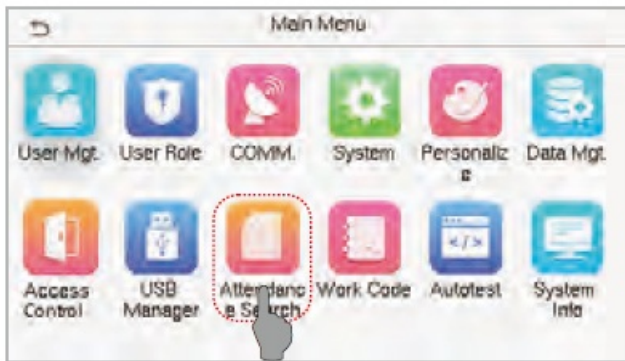 Main Menu
User Mgt. User Role COMM. System Personaliz Data Mgt.
e
Access USB Attendanc Work Code Autotest System
Control Manager e Search Info